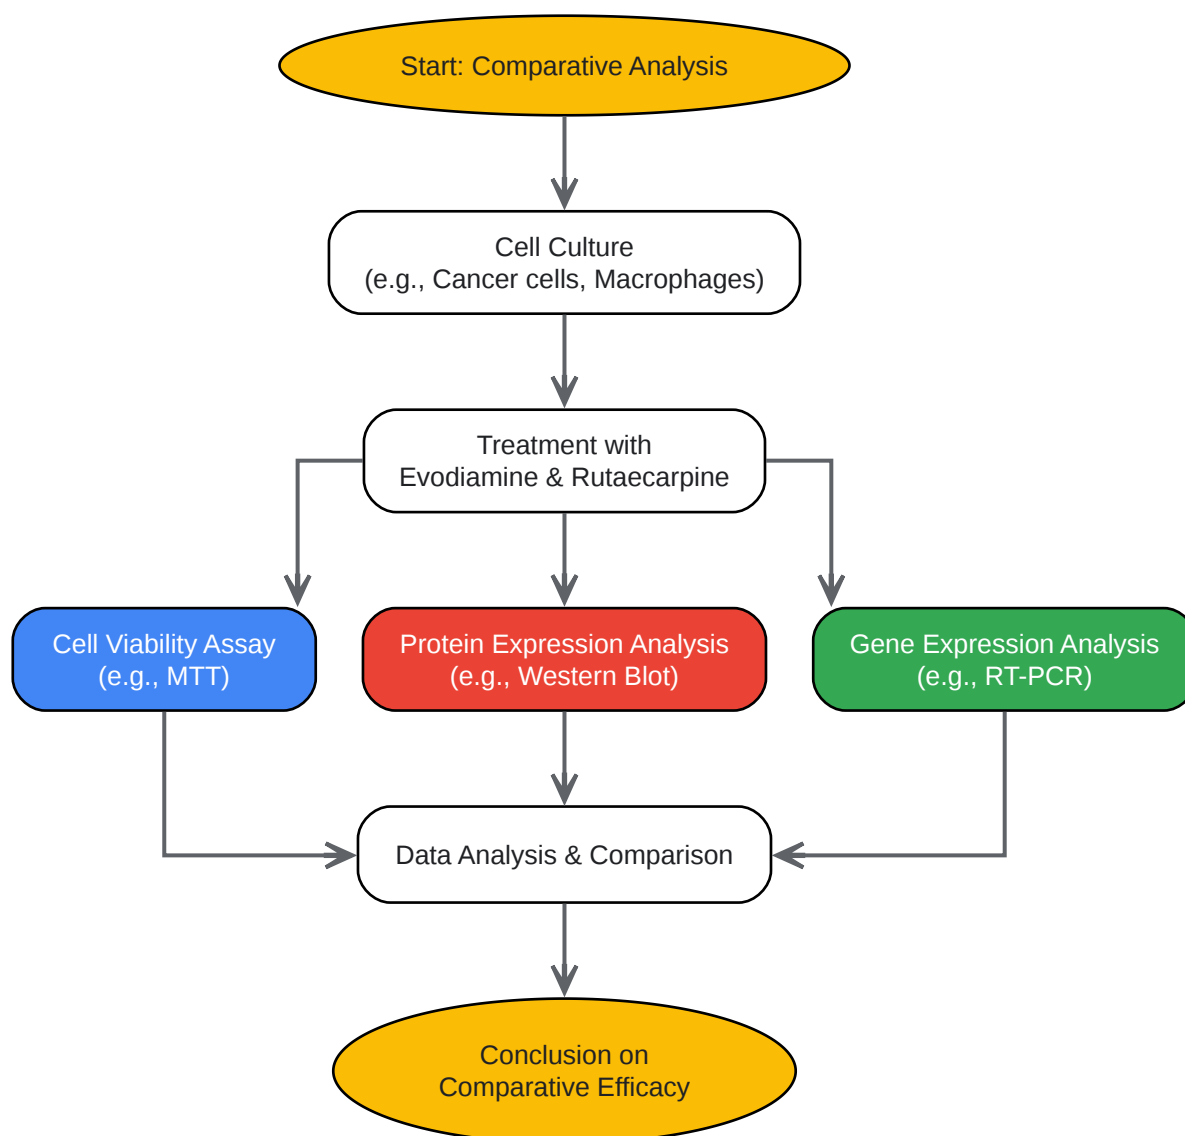 Start: Comparative Analysis
Cell Culture
(e.g., Cancer cells, Macrophages)
Treatment with
Evodiamine & Rutaecarpine
Cell Viability Assay
(e.g., MTT)
Protein Expression Analysis
(e.g., Western Blot)
Gene Expression Analysis
(e.g., RT-PCR)
Data Analysis & Comparison
Conclusion on
Comparative Efficacy